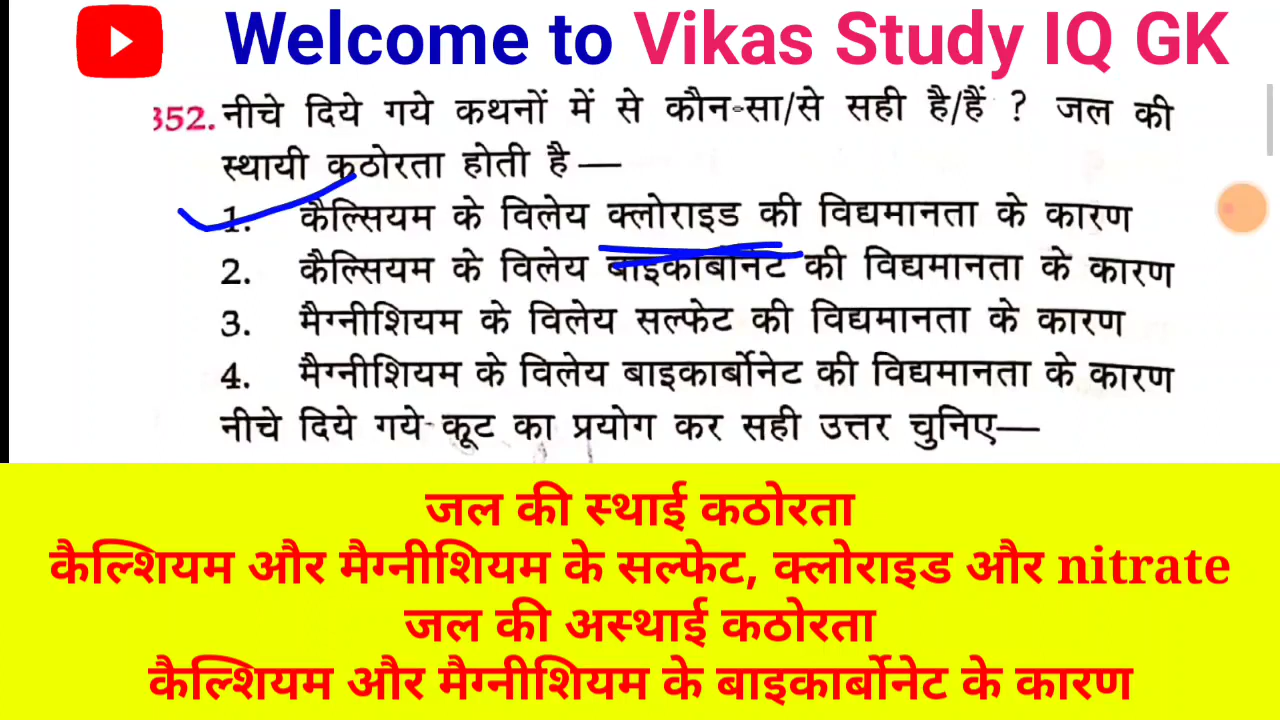 Welcome to Vikas Study IQ GK
352. नीचे दिये गये कथनों में से कौन-सा/से सही है/हैं ? जल की
स्थायी कठोरता होती है —
1. कैल्सियम के विलेय क्लोराइड की विद्यमानता के कारण
2. कैल्सियम के विलेय बाइकार्बोनेट की विद्यमानता के कारण
3. मैग्नीशियम के विलेय सल्फेट की विद्यमानता के कारण
4. मैग्नीशियम के विलेय बाइकार्बोनेट की विद्यमानता के कारण
नीचे दिये गये कूट का प्रयोग कर सही उत्तर चुनिए—
जल की स्थाई कठोरता
कैल्शियम और मैग्नीशियम के सल्फेट, क्लोराइड और nitrate
जल की अस्थाई कठोरता
कैल्शियम और मैग्नीशियम के बाइकार्बोनेट के कारण